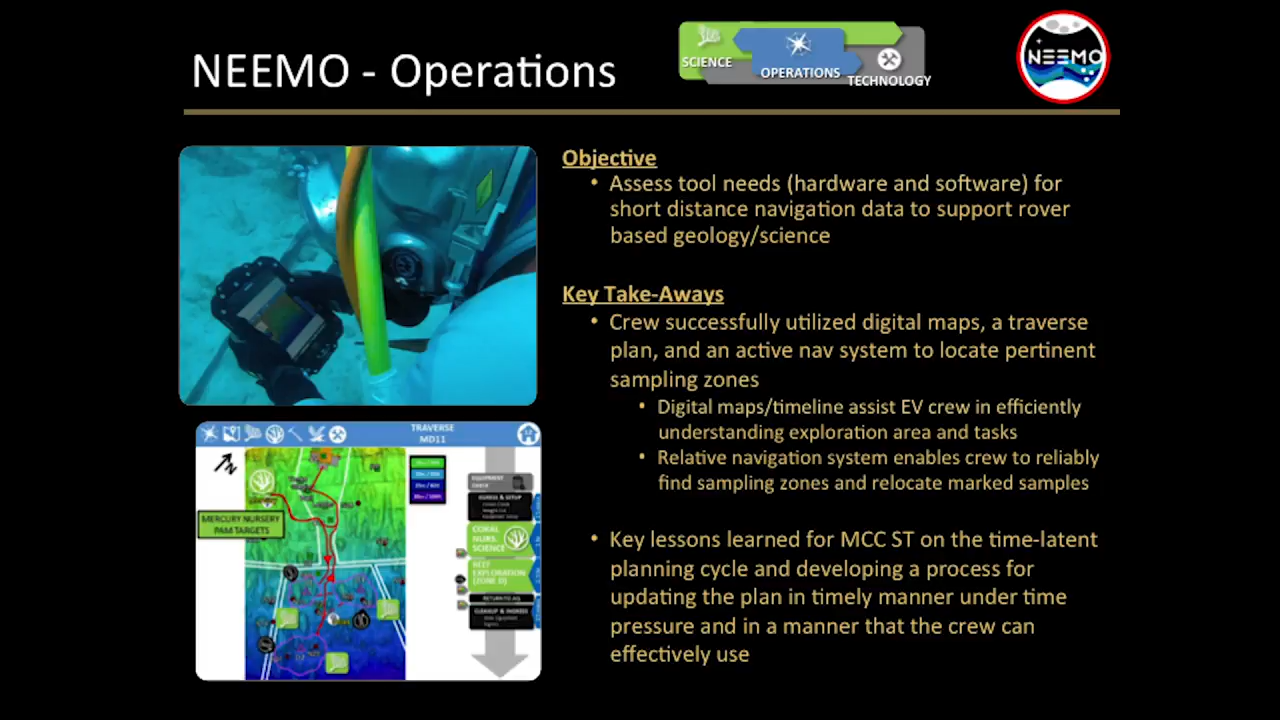 NEEMO - Operations
SCIENCE
OPERATIONS
TECHNOLOGY
NEEMO
Objective
• Assess tool needs (hardware and software) for
short distance navigation data to support rover
based geology/science
Key Take-Aways
• Crew successfully utilized digital maps, a traverse
plan, and an active nav system to locate pertinent
sampling zones
• Digital maps/timeline assist EV crew in efficiently
understanding exploration area and tasks
• Relative navigation system enables crew to reliably
find sampling zones and relocate marked samples
• Key lessons learned for MCC ST on the time-latent
planning cycle and developing a process for
updating the plan in timely manner under time
pressure and in a manner that the crew can
effectively use
TRAVERSE
MD11
N
MERCURY NURSERY
PAM TARGETS
EQUIPMENT
EGRESS & SETUP
CORAL
NURS.
SCIENCE
REEF
EXPLORATION
(ZONE D)
RETURN TO AQ
CLEANUP & INGRESS